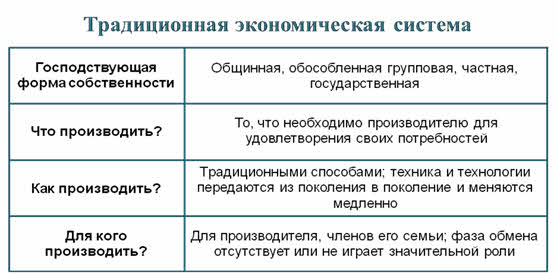 Традиционная экономическая система
Господствующая
форма собственности
Общинная, обособленная групповая, частная,
государственная
Что производить?
То, что необходимо производителю для
удовлетворения своих потребностей
Как производить?
Традиционными способами; техника и технологии
передаются из поколения в поколение и меняются
медленно
Для кого
производить?
Для производителя, членов его семьи; фаза обмена
отсутствует или не играет значительной роли